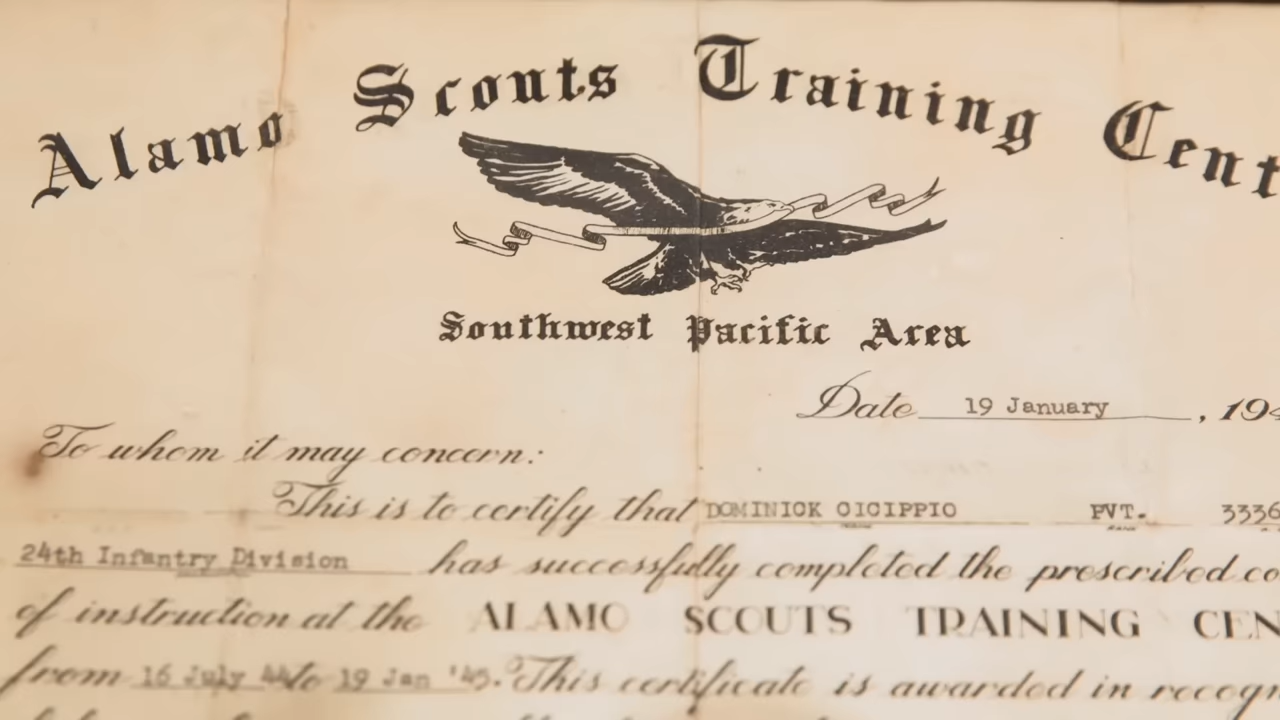 Alamo Scouts Training Cent
Southwest Pacific Area
Date 19 January, 194
To whom it may concern:
This is to certify that DOMINICK CICIPPIO PVT. 3336
24th Infantry Division has successfully completed the prescribed co
of instruction at the ALAMO SCOUTS TRAINING CEN
from 16 July 44 to 19 Jan '45. This certificate is awarded in recogn